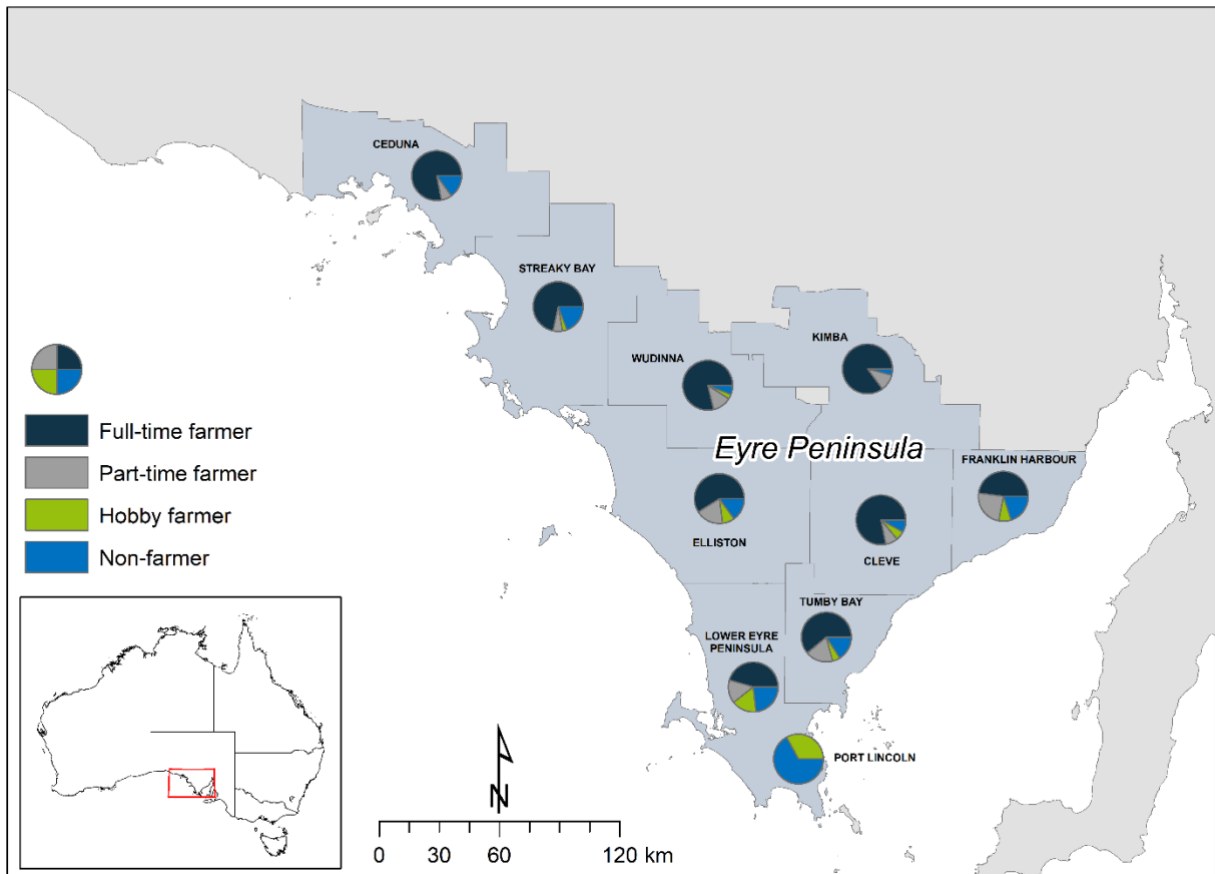 CEDUNA
STREAKY BAY
WUDINNA
KIMBA
Eyre Peninsula
FRANKLIN HARBOUR
ELLISTON
CLEVE
TUMBY BAY
LOWER EYRE
PENINSULA
PORT LINCOLN
Full-time farmer
Part-time farmer
Hobby farmer
Non-farmer
N
0 30 60 120 km